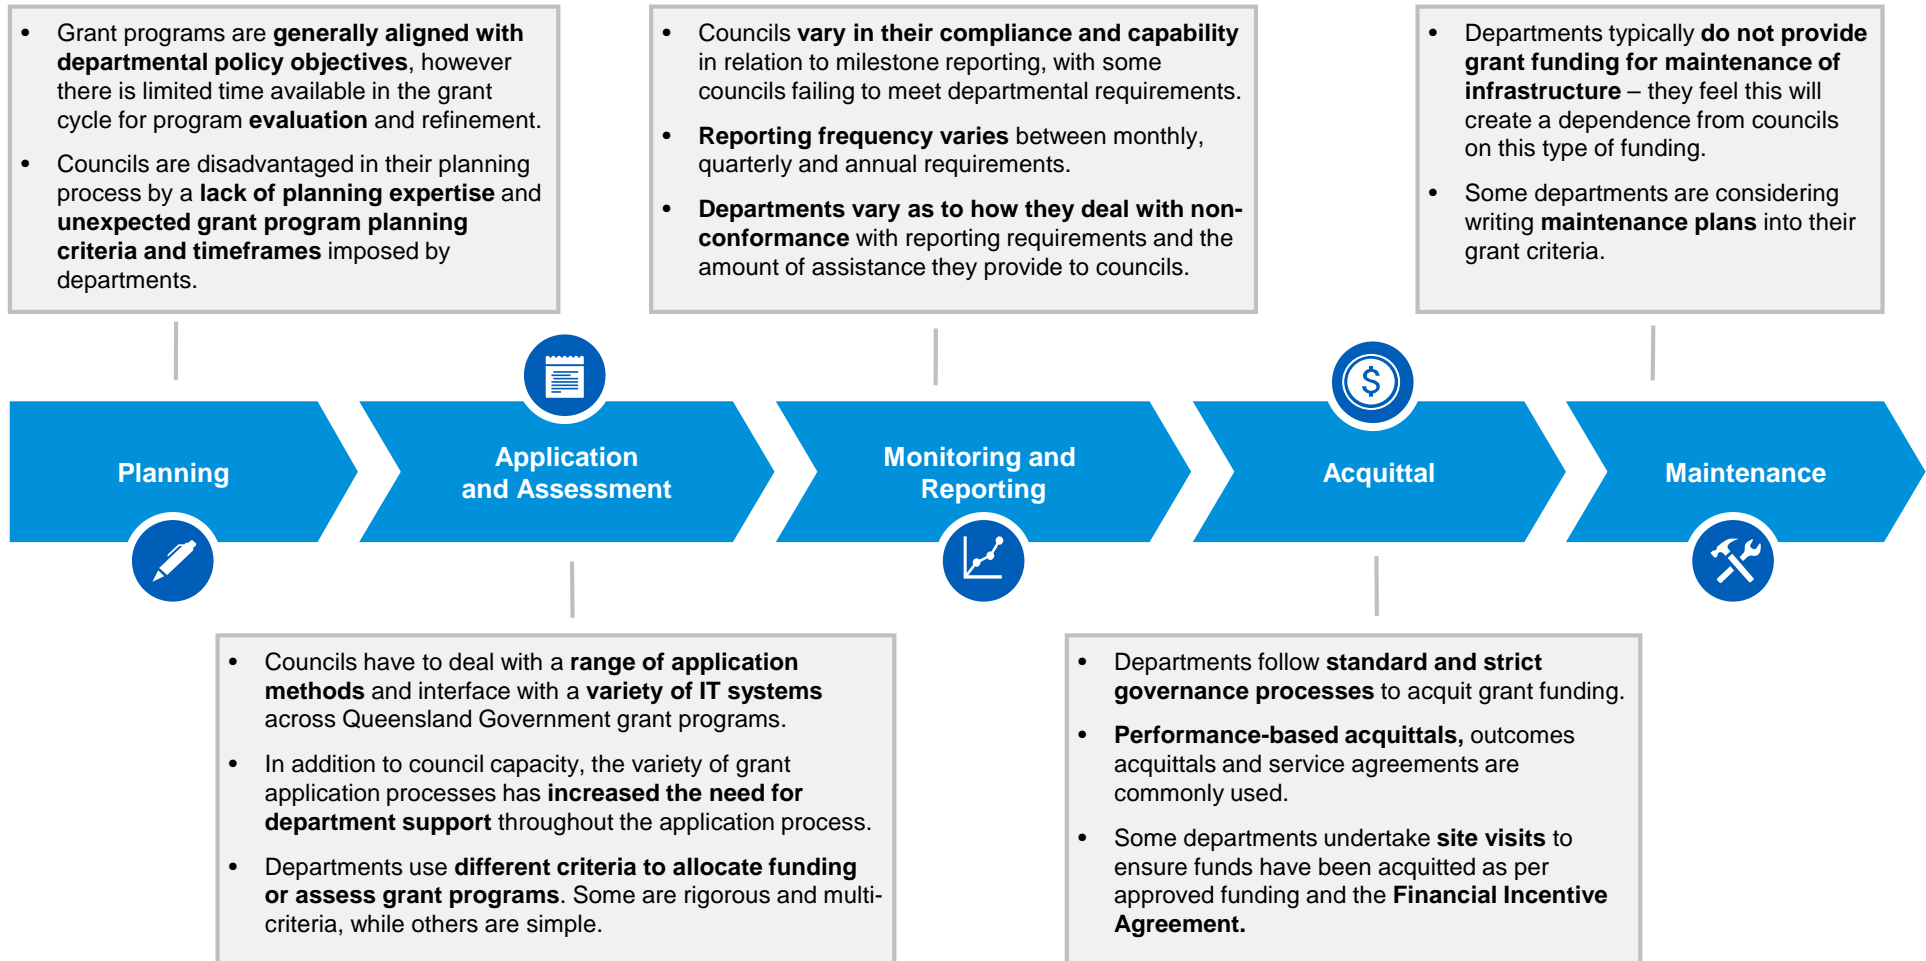 • Grant programs are generally aligned with
departmental policy objectives, however
there is limited time available in the grant
cycle for program evaluation and refinement.
• Councils are disadvantaged in their planning
process by a lack of planning expertise and
unexpected grant program planning
criteria and timeframes imposed by
departments.
• Councils vary in their compliance and capability
in relation to milestone reporting, with some
councils failing to meet departmental requirements.
• Reporting frequency varies between monthly,
quarterly and annual requirements.
• Departments vary as to how they deal with non-
conformance with reporting requirements and the
amount of assistance they provide to councils.
• Departments typically do not provide
grant funding for maintenance of
infrastructure – they feel this will
create a dependence from councils
on this type of funding.
• Some departments are considering
writing maintenance plans into their
grant criteria.
Planning
Application
and Assessment
Monitoring and
Reporting
$
Acquittal
Maintenance
• Councils have to deal with a range of application
methods and interface with a variety of IT systems
across Queensland Government grant programs.
• In addition to council capacity, the variety of grant
application processes has increased the need for
department support throughout the application process.
• Departments use different criteria to allocate funding
or assess grant programs. Some are rigorous and multi-
criteria, while others are simple.
• Departments follow standard and strict
governance processes to acquit grant funding.
• Performance-based acquittals, outcomes
acquittals and service agreements are
commonly used.
• Some departments undertake site visits to
ensure funds have been acquitted as per
approved funding and the Financial Incentive
Agreement.